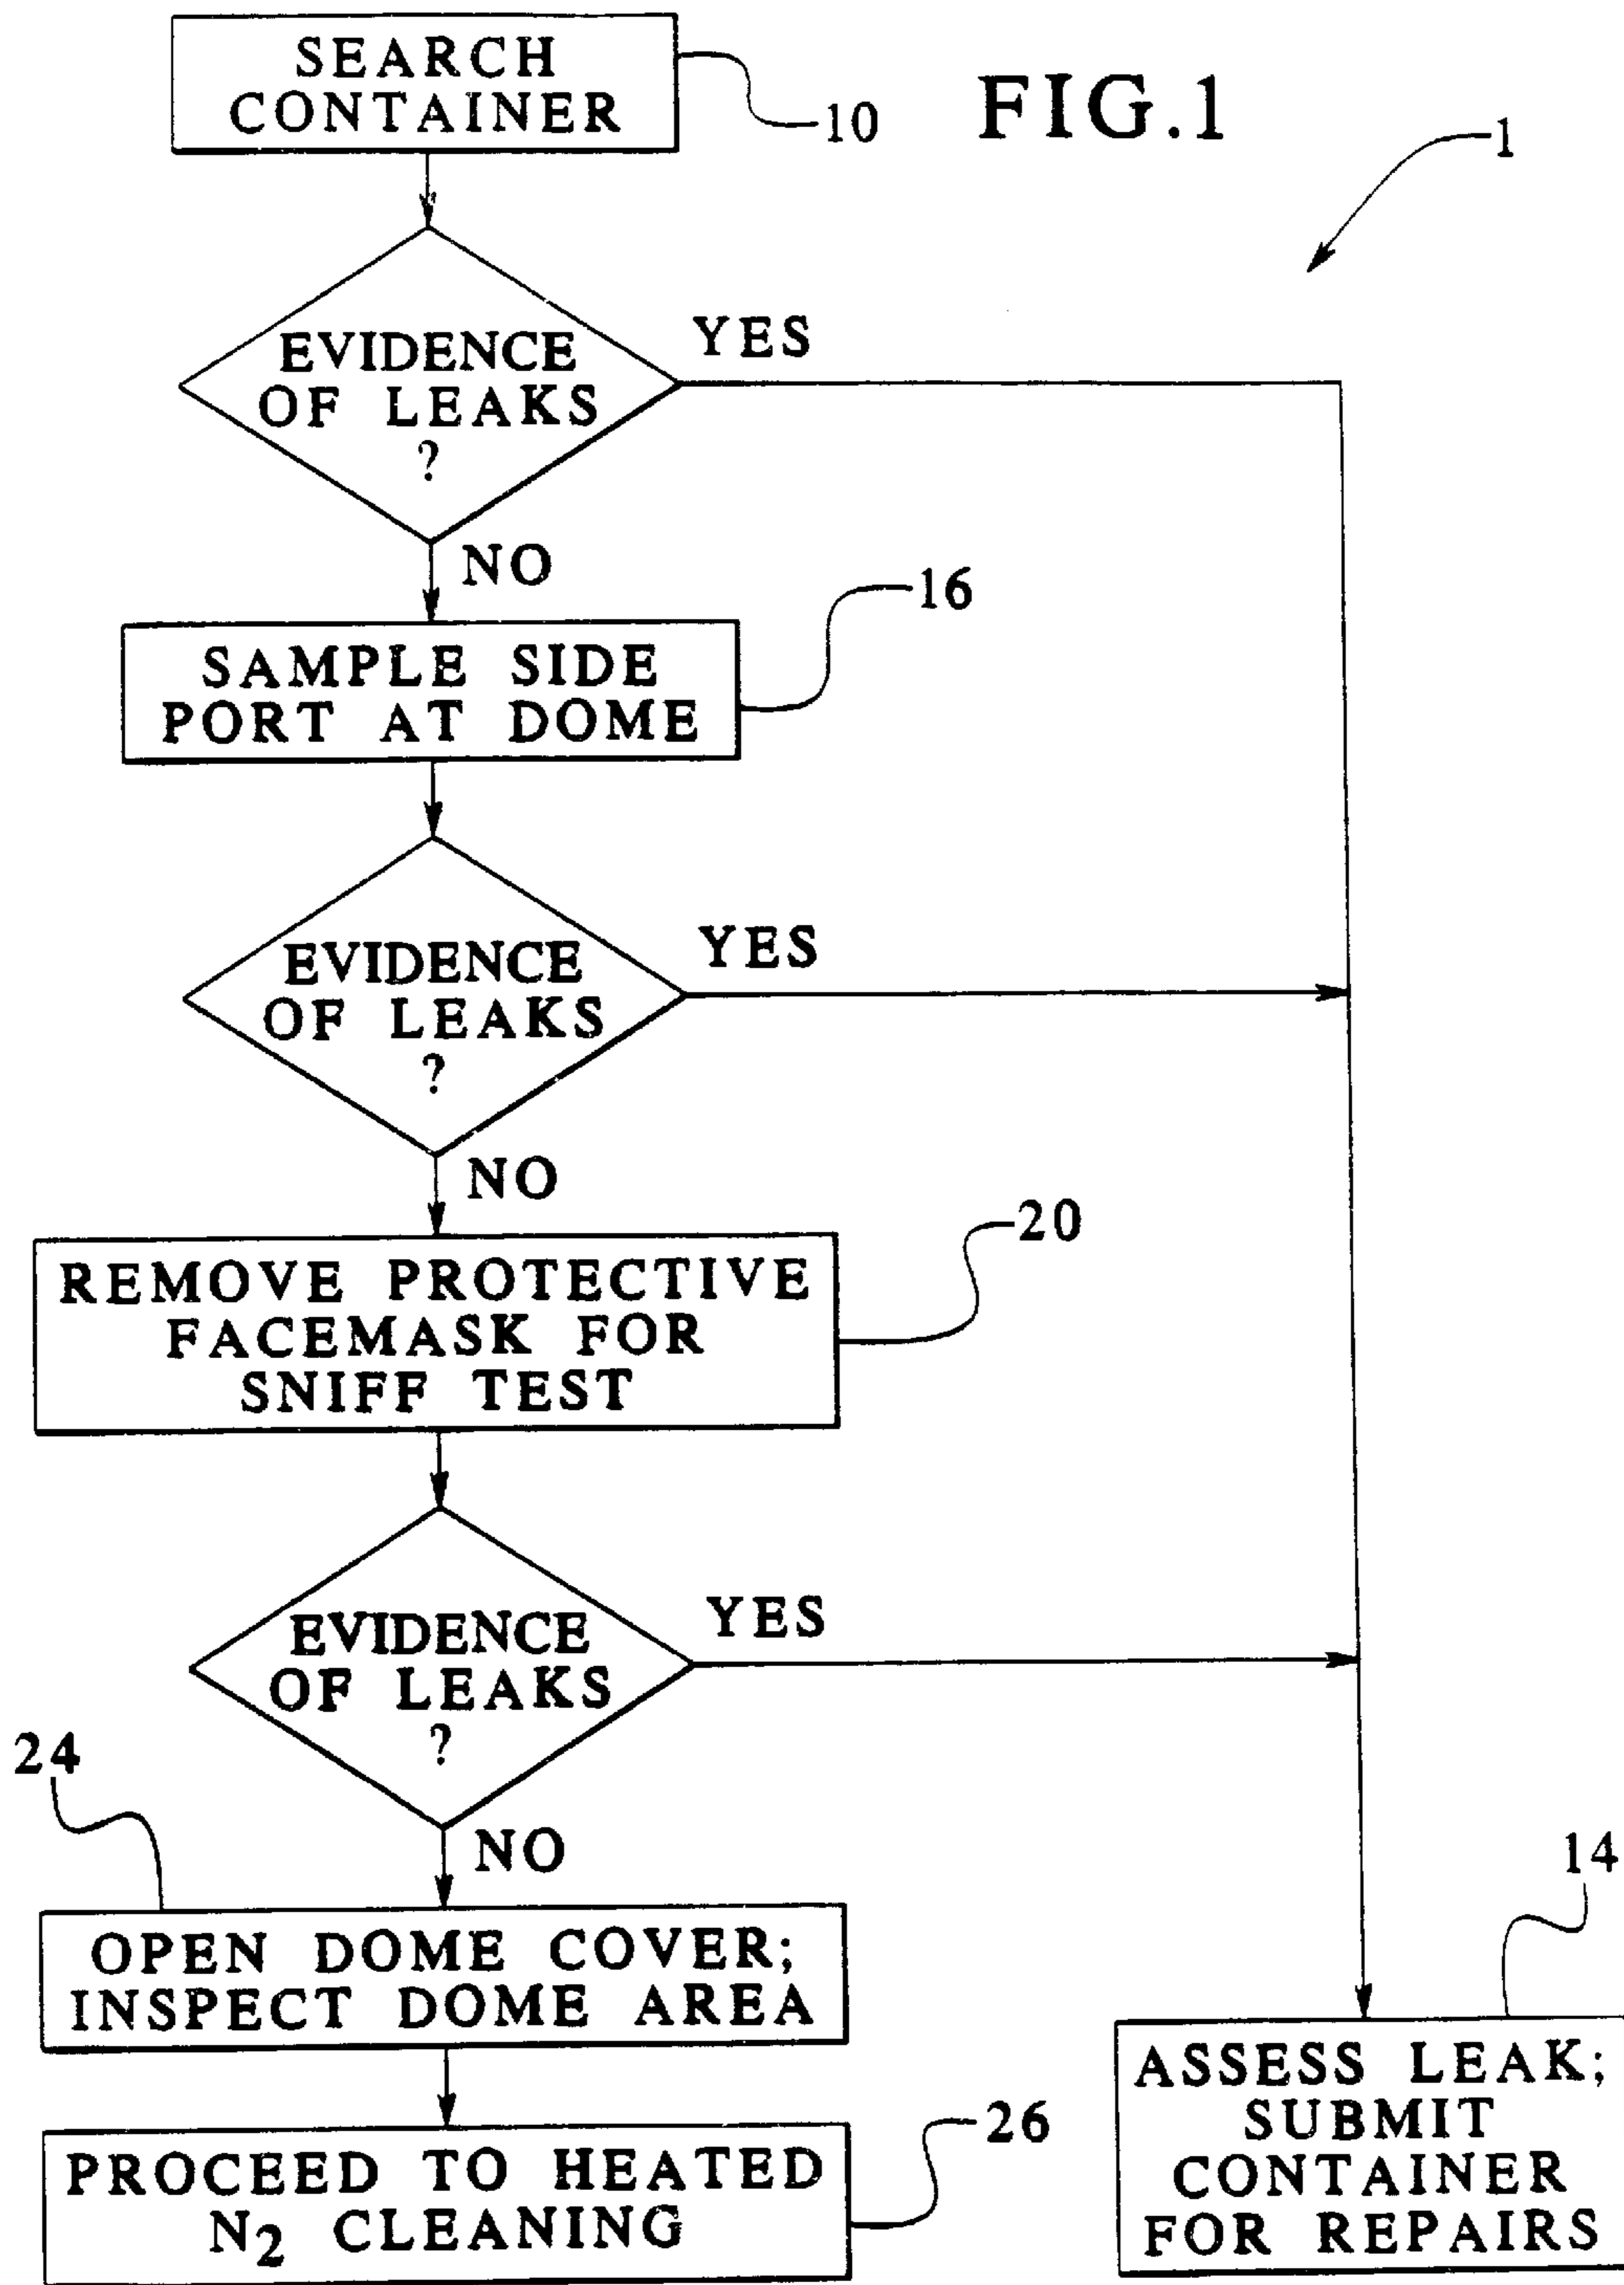 SEARCH
CONTAINER
10
FIG.1
1
EVIDENCE
OF LEAKS
?
YES
NO
16
SAMPLE SIDE
PORT AT DOME
EVIDENCE
OF LEAKS
?
YES
NO
20
REMOVE PROTECTIVE
FACEMASK FOR
SNIFF TEST
EVIDENCE
OF LEAKS
?
YES
NO
24
OPEN DOME COVER;
INSPECT DOME AREA
14
ASSESS LEAK;
SUBMIT
CONTAINER
FOR REPAIRS
26
PROCEED TO HEATED
N₂ CLEANING